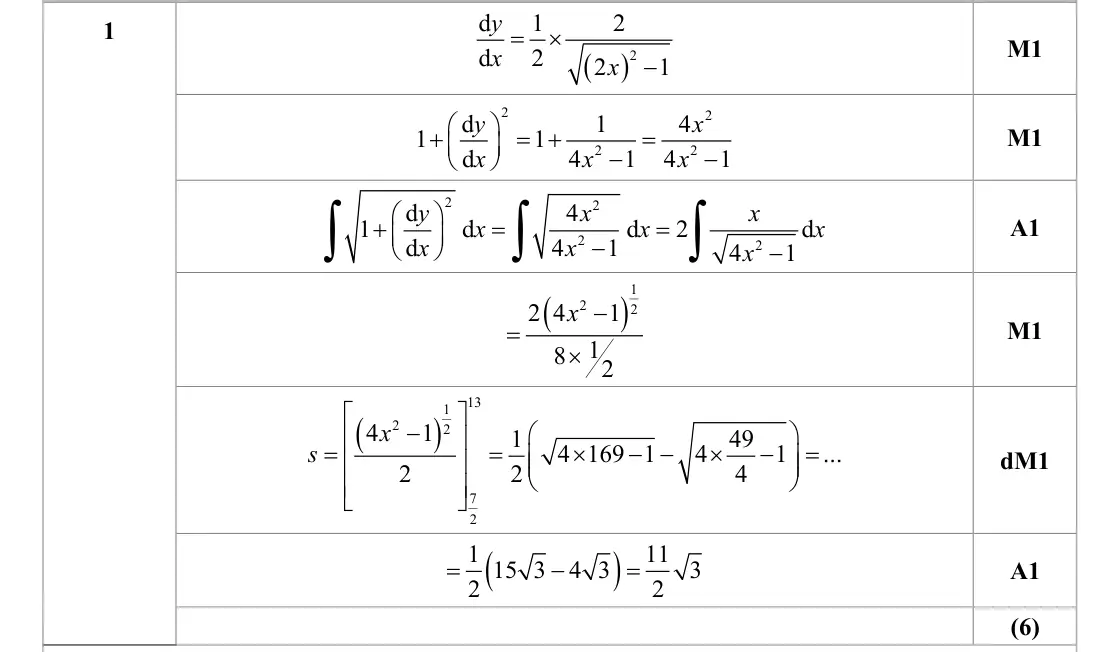 1
dy/dx = 1/2 × 2/√((2x)² − 1) M1
1 + (dy/dx)² = 1 + 1/(4x² − 1) = 4x²/(4x² − 1) M1
∫√(1 + (dy/dx)²) dx = ∫√(4x²/(4x² − 1)) dx = 2∫ x/√(4x² − 1) dx A1
= 2(4x² − 1)^(1/2) / (8 × 1/2) M1
s = [(4x² − 1)^(1/2) / 2]_(7/2)^13 = 1/2 (√(4 × 169 − 1) − √(4 × 49/4 − 1)) = ... dM1
= 1/2 (15√3 − 4√3) = 11/2 √3 A1
(6)